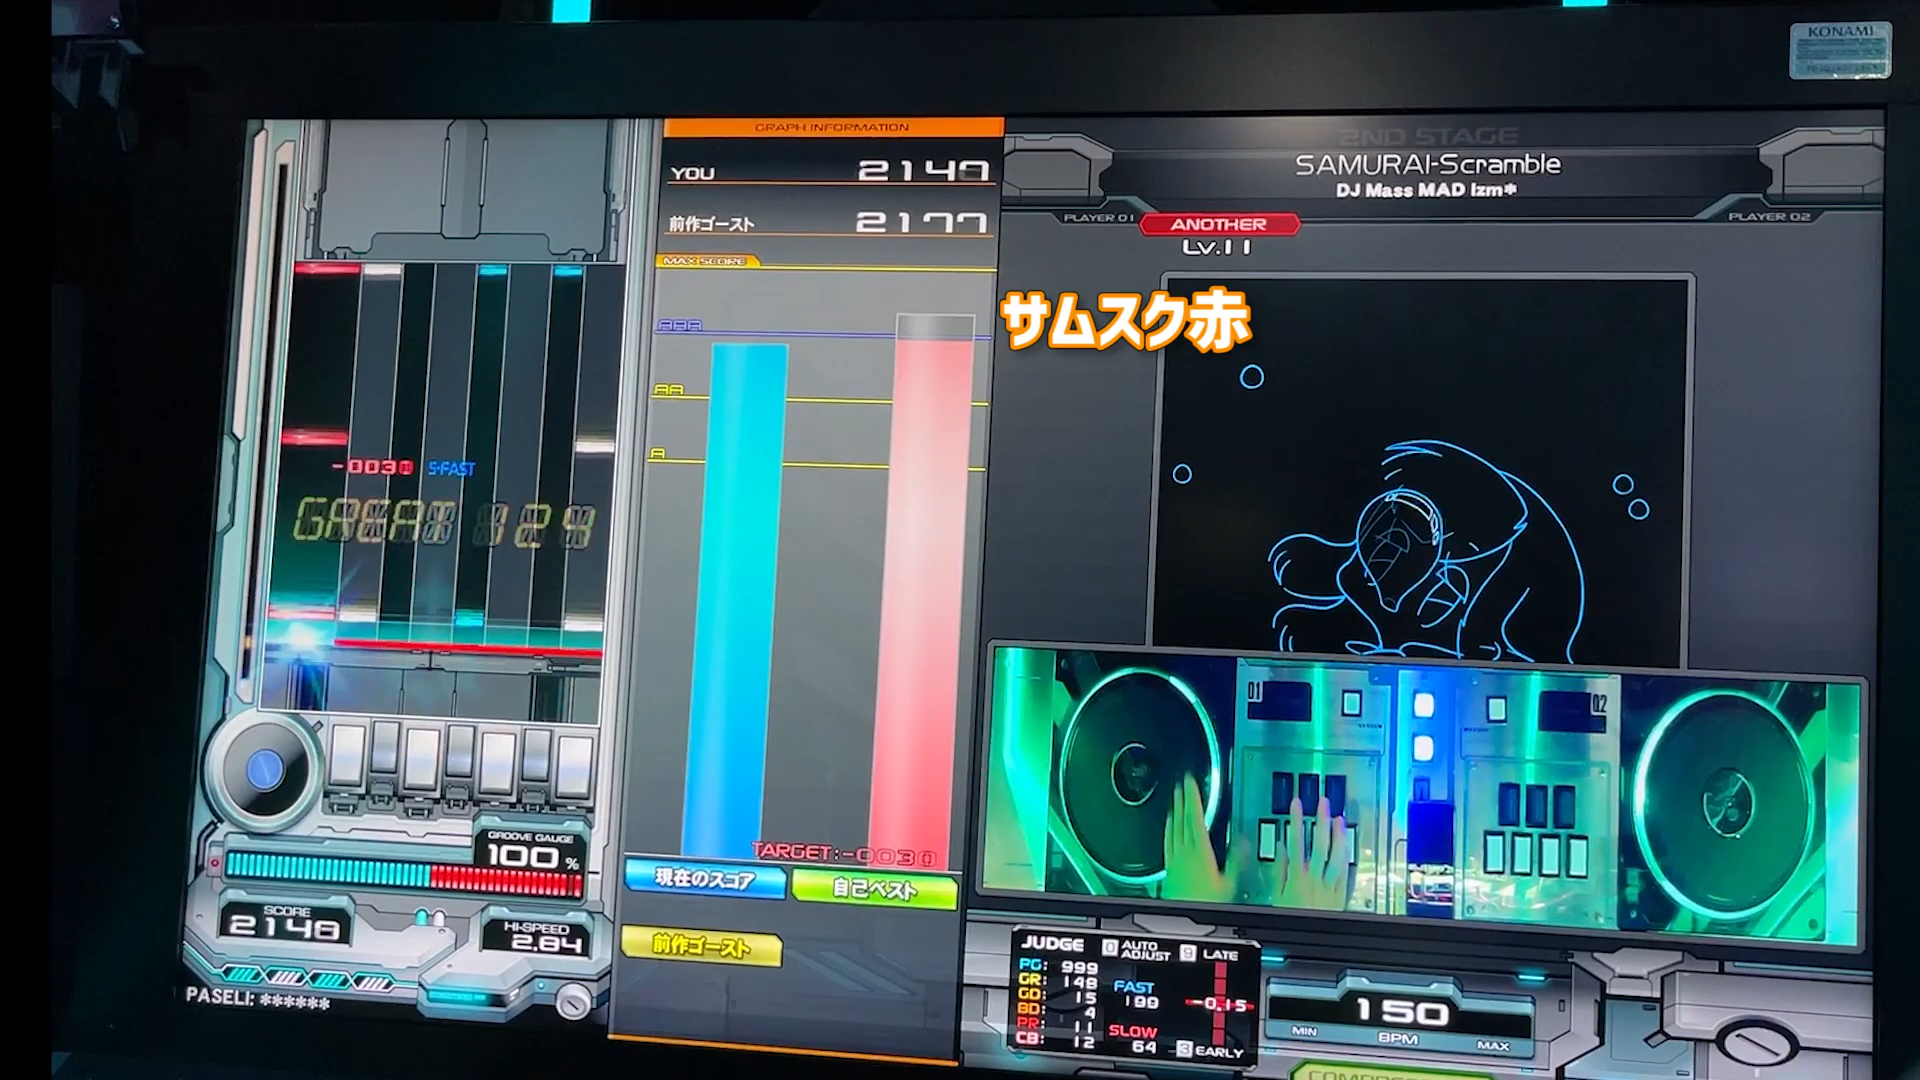 KONAMI
GRAPH INFORMATION
YOU
前作ゴースト 2177
MAX SCORE
AAA
AA
A
2ND STAGE
SAMURAI-Scramble
DJ Mass MAD Izm*
PLAYER 01
ANOTHER
PLAYER 02
Lv.11
サムスク赤
S-FAST
GREAT 124
01
02
TARGET:-0030
現在のスコア
自己ベスト
前作ゴースト
GROOVE GAUGE
100 %
SCORE
2148
HI-SPEED
2.84
PASELI: ******
JUDGE 0 AUTO ADJUST 9 LATE
PG: 999
GR: 149
GD: 15
BD: 4
PR: 11
CB: 12
FAST
199
SLOW
64
-0.15
3 EARLY
150
MIN BPM MAX